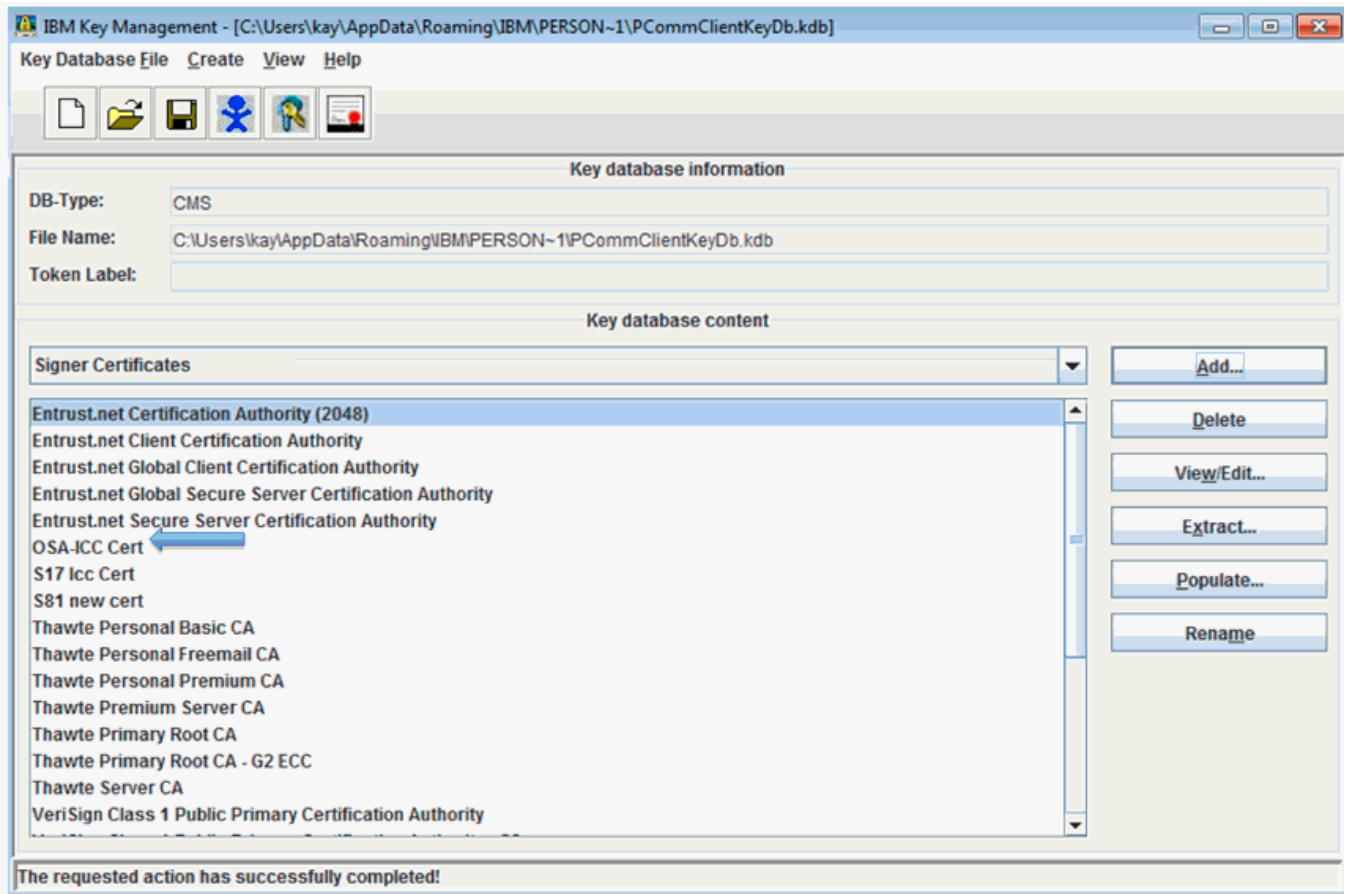 IBM Key Management - [C:\Users\kay\AppData\Roaming\IBM\PERSON~1\PCommClientKeyDb.kdb]
Key Database File Create View Help
Key database information
DB-Type: CMS
File Name: C:\Users\kay\AppData\Roaming\IBM\PERSON~1\PCommClientKeyDb.kdb
Token Label:
Key database content
Signer Certificates
Add...
Entrust.net Certification Authority (2048)
Delete
Entrust.net Client Certification Authority
Entrust.net Global Client Certification Authority
View/Edit...
Entrust.net Global Secure Server Certification Authority
Entrust.net Secure Server Certification Authority
Extract...
OSA-ICC Cert
S17 Icc Cert
Populate...
S81 new cert
Thawte Personal Basic CA
Rename
Thawte Personal Freemail CA
Thawte Personal Premium CA
Thawte Premium Server CA
Thawte Primary Root CA
Thawte Primary Root CA - G2 ECC
Thawte Server CA
VeriSign Class 1 Public Primary Certification Authority
The requested action has successfully completed!